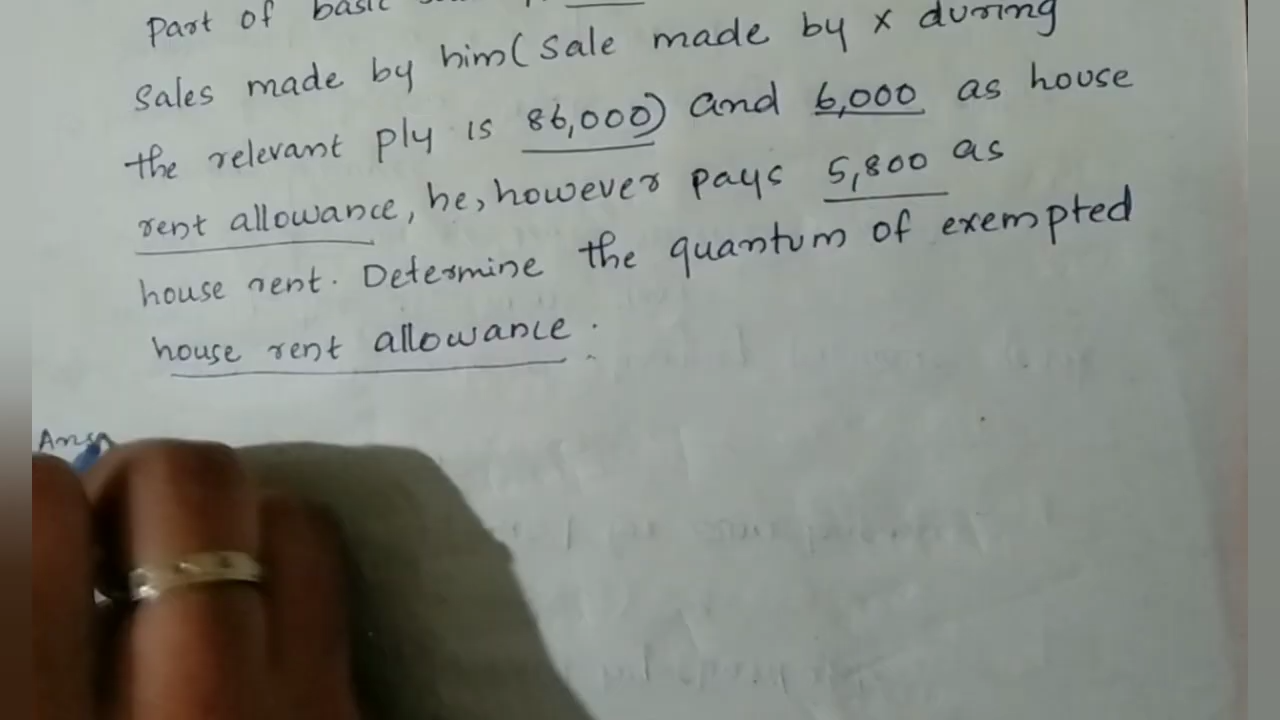 Part of basic
sales made by him (Sale made by x during
the relevant ply is 86,000) and 6,000 as house
rent allowance, he, however pays 5,800 as
house rent. Determine the quantum of exempted
house rent allowance.
Ans